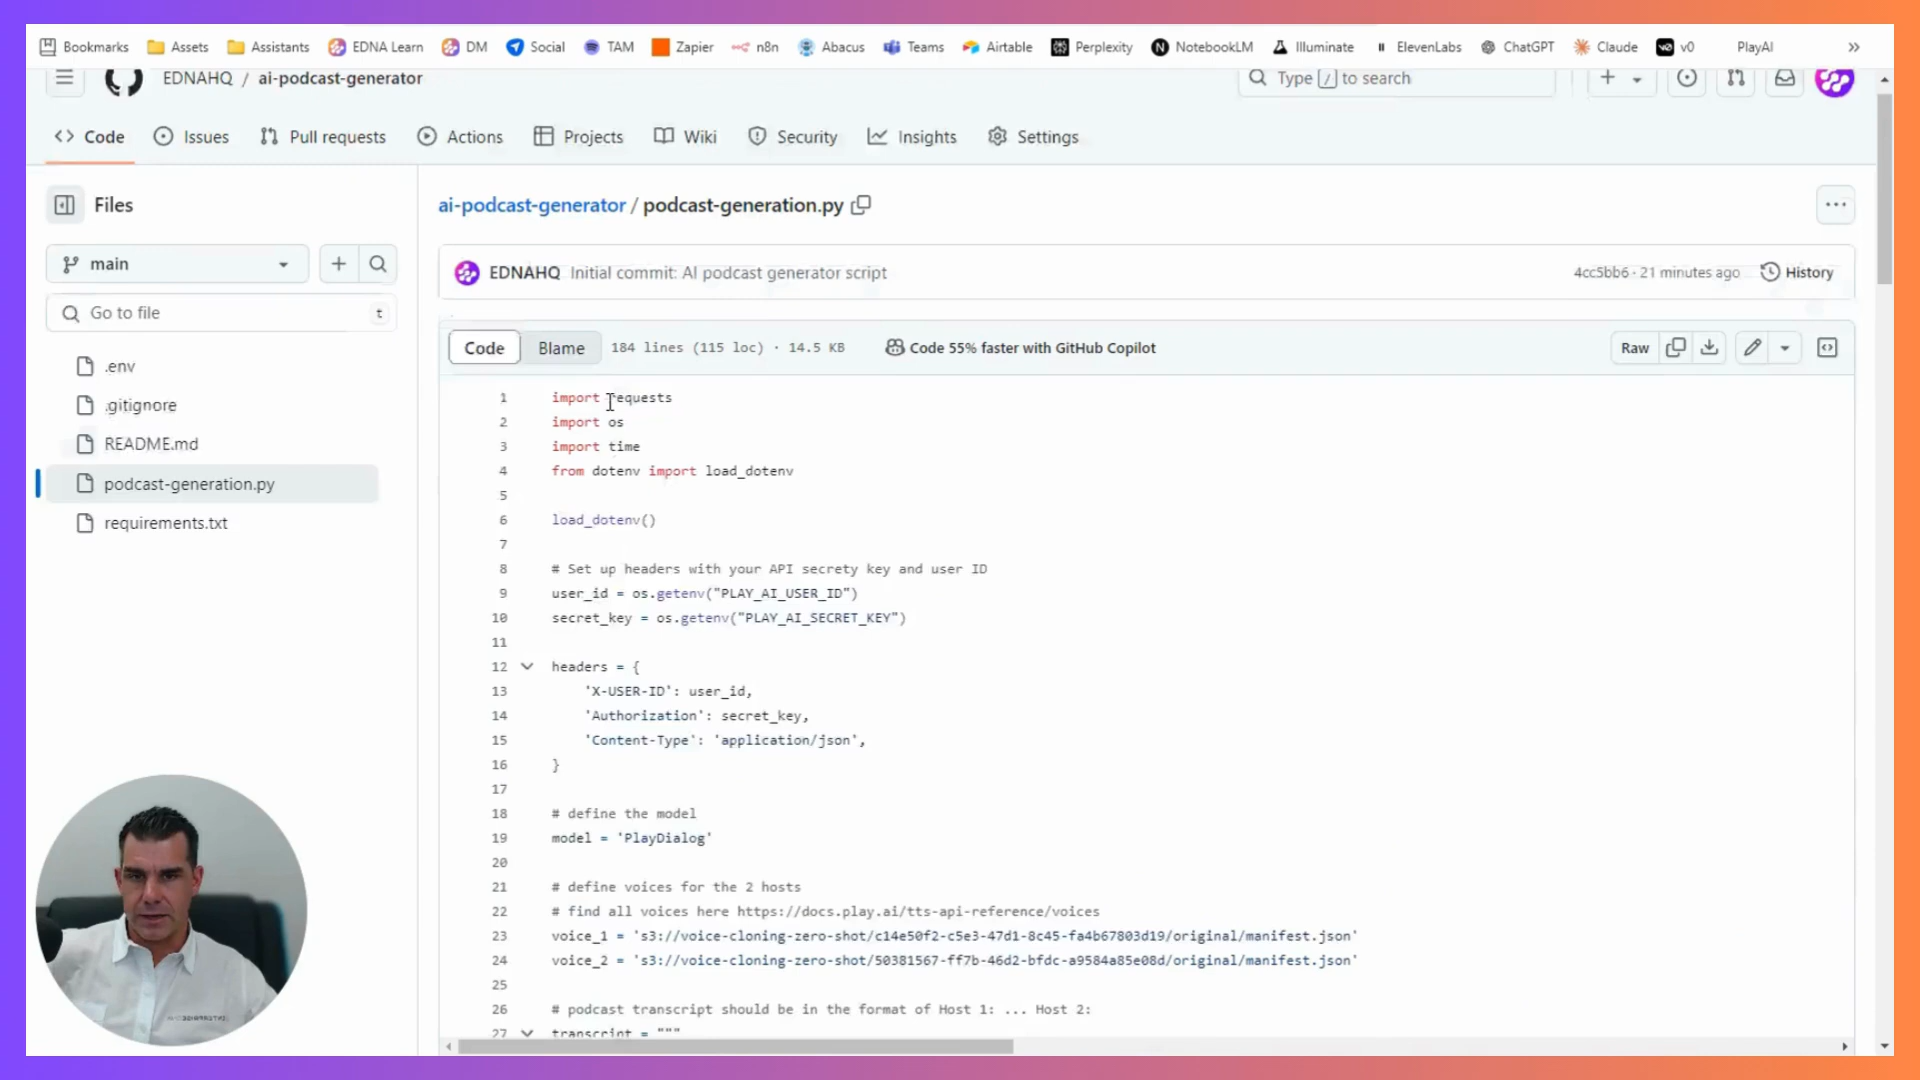 Bookmarks Assets Assistants EDNA Learn DM Social TAM Zapier n8n Abacus Teams Airtable Perplexity NotebookLM Illuminate ElevenLabs ChatGPT Claude v0 PlayAI »
EDNAHQ / ai-podcast-generator
Type / to search
Code Issues Pull requests Actions Projects Wiki Security Insights Settings
Files
main
Go to file t
.env
.gitignore
README.md
podcast-generation.py
requirements.txt
ai-podcast-generator / podcast-generation.py
EDNAHQ Initial commit: AI podcast generator script
4cc5bb6 · 21 minutes ago History
Code Blame 184 lines (115 loc) · 14.5 KB Code 55% faster with GitHub Copilot Raw
1 import requests
2 import os
3 import time
4 from dotenv import load_dotenv
5
6 load_dotenv()
7
8 # Set up headers with your API secrety key and user ID
9 user_id = os.getenv("PLAY_AI_USER_ID")
10 secret_key = os.getenv("PLAY_AI_SECRET_KEY")
11
12 headers = {
13 'X-USER-ID': user_id,
14 'Authorization': secret_key,
15 'Content-Type': 'application/json',
16 }
17
18 # define the model
19 model = 'PlayDialog'
20
21 # define voices for the 2 hosts
22 # find all voices here https://docs.play.ai/tts-api-reference/voices
23 voice_1 = 's3://voice-cloning-zero-shot/c14e50f2-c5e3-47d1-8c45-fa4b67803d19/original/manifest.json'
24 voice_2 = 's3://voice-cloning-zero-shot/50381567-ff7b-46d2-bfdc-a9584a85e08d/original/manifest.json'
25
26 # podcast transcript should be in the format of Host 1: ... Host 2:
27 transcript = """